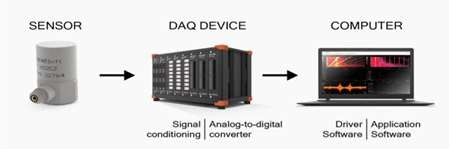 SENSOR
DAQ DEVICE
COMPUTER
Signal
conditioning
Analog-to-digital
converter
Driver
Software
Application
Software